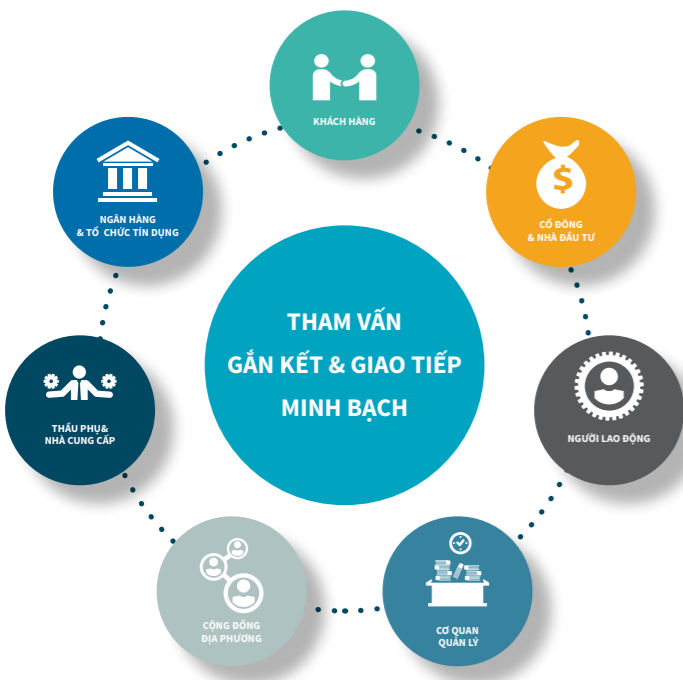 KHÁCH HÀNG
NGÂN HÀNG
& TỔ CHỨC TÍN DỤNG
CỔ ĐÔNG
& NHÀ ĐẦU TƯ
THAM VẤN
GẮN KẾT & GIAO TIẾP
MINH BẠCH
THẦU PHỤ&
NHÀ CUNG CẤP
NGƯỜI LAO ĐỘNG
CỘNG ĐỒNG
ĐỊA PHƯƠNG
CƠ QUAN
QUẢN LÝ